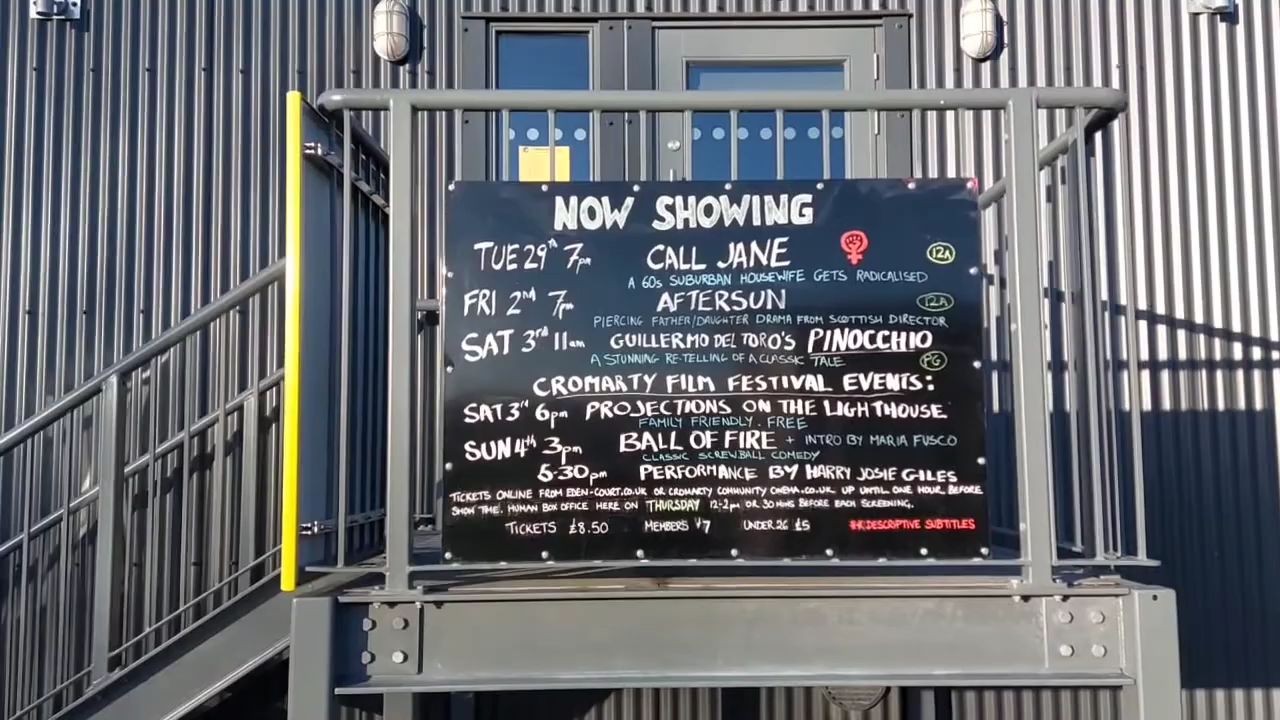 NOW SHOWING
TUE 29th 7pm CALL JANE 12A
A 60s SUBURBAN HOUSEWIFE GETS RADICALISED
FRI 2nd 7pm AFTERSUN 12A
PIERCING FATHER/DAUGHTER DRAMA FROM SCOTTISH DIRECTOR
SAT 3rd 11am GUILLERMO DEL TORO'S PINOCCHIO
A STUNNING RE-TELLING OF A CLASSIC TALE PG
CROMARTY FILM FESTIVAL EVENTS:
SAT 3rd 6pm PROJECTIONS ON THE LIGHTHOUSE
FAMILY FRIENDLY. FREE
SUN 4th 3pm BALL OF FIRE + INTRO BY MARIA FUSCO
CLASSIC SCREWBALL COMEDY
5.30pm PERFORMANCE BY HARRY JOSIE GILES
TICKETS ONLINE FROM EDEN-COURT.CO.UK OR CROMARTY COMMUNITY CINEMA.CO.UK UP UNTIL ONE HOUR BEFORE
SHOW TIME. HUMAN BOX OFFICE HERE ON THURSDAY 12-2pm OR 30 MINS BEFORE EACH SCREENING.
TICKETS £8.50 MEMBERS £7 UNDER 26 £5 DESCRIPTIVE SUBTITLES